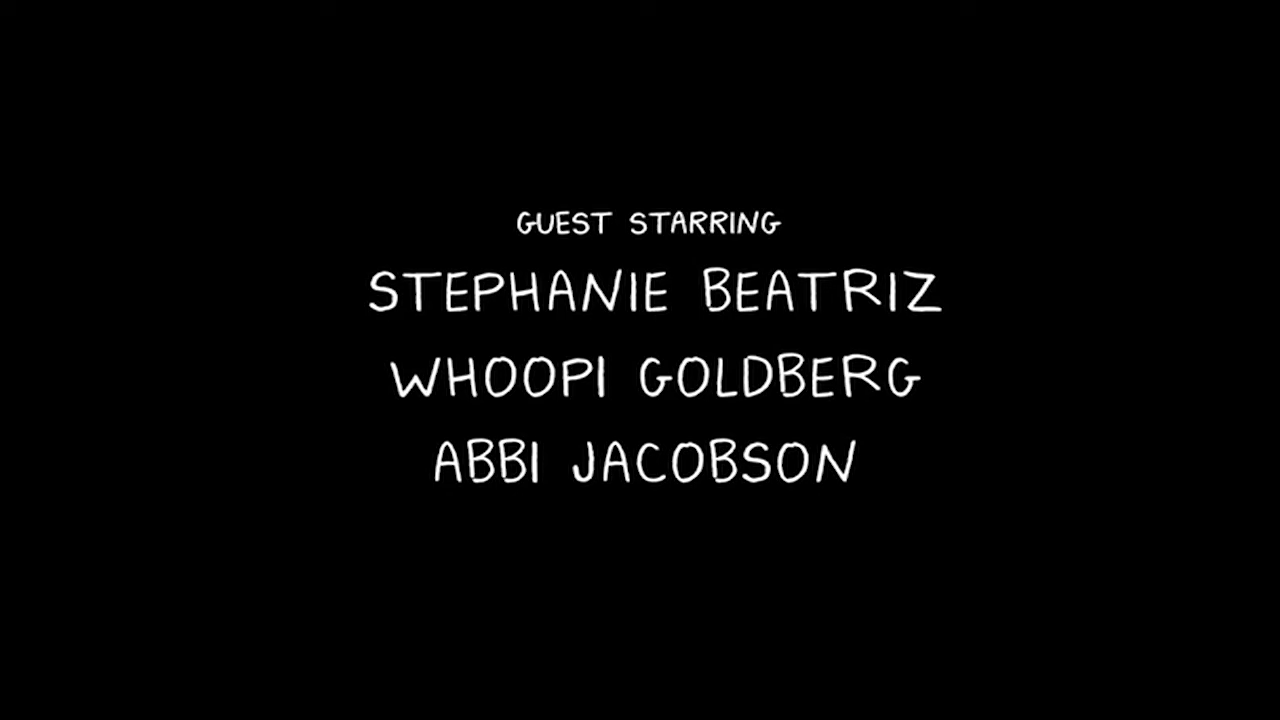 GUEST STARRING
STEPHANIE BEATRIZ
WHOOPI GOLDBERG
ABBI JACOBSON